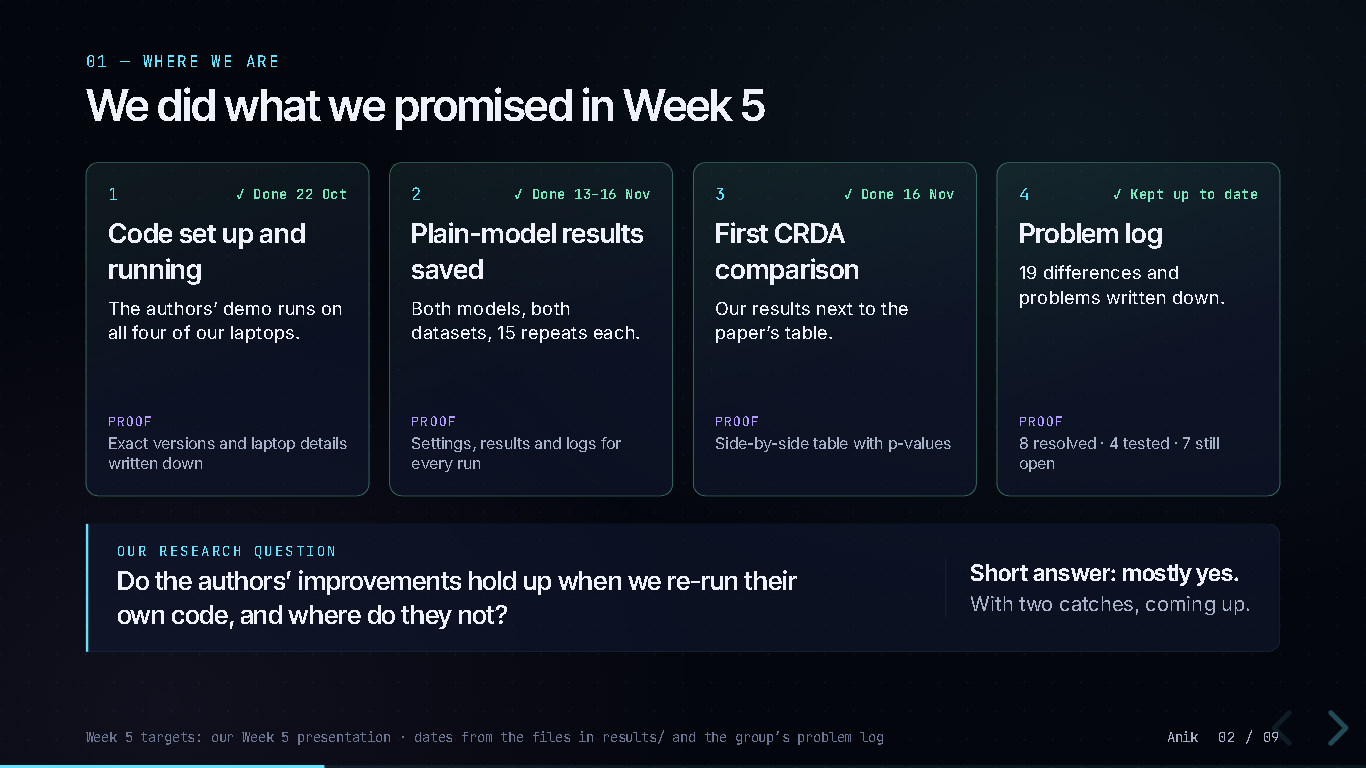 01 — WHERE WE ARE
We did what we promised in Week 5
1 ✓ Done 22 Oct
Code set up and
running
The authors’ demo runs on
all four of our laptops.
PROOF
Exact versions and laptop details
written down
2 ✓ Done 13–16 Nov
Plain-model results
saved
Both models, both
datasets, 15 repeats each.
PROOF
Settings, results and logs for
every run
3 ✓ Done 16 Nov
First CRDA
comparison
Our results next to the
paper’s table.
PROOF
Side-by-side table with p-values
4 ✓ Kept up to date
Problem log
19 differences and
problems written down.
PROOF
8 resolved · 4 tested · 7 still
open
OUR RESEARCH QUESTION
Do the authors’ improvements hold up when we re-run their
own code, and where do they not?
Short answer: mostly yes.
With two catches, coming up.
Week 5 targets: our Week 5 presentation · dates from the files in results/ and the group’s problem log
Anik 02 / 09